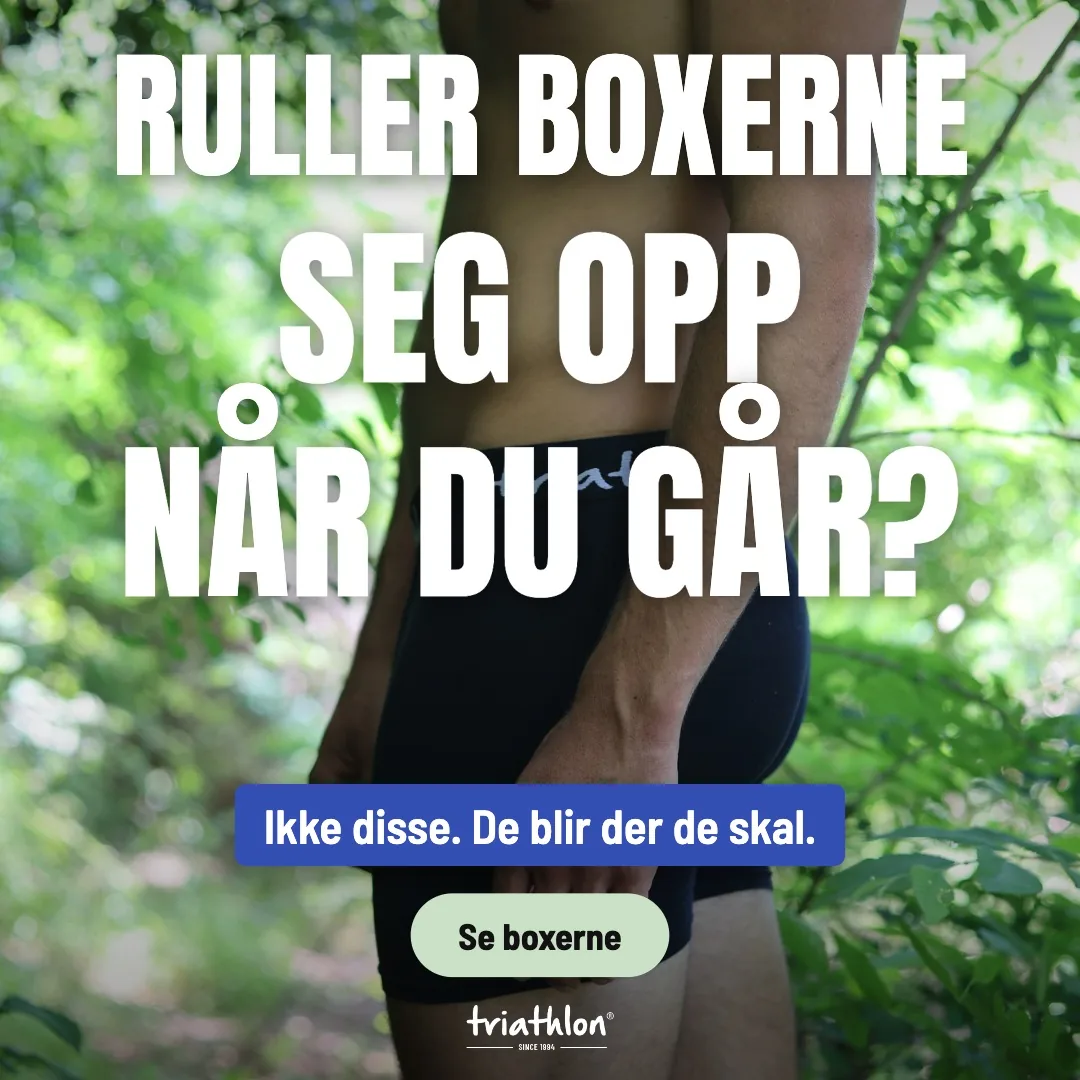 RULLER BOXERNE
SEG OPP
NÅR DU GÅR?
Ikke disse. De blir der de skal.
Se boxerne
triathlon®
SINCE 1994